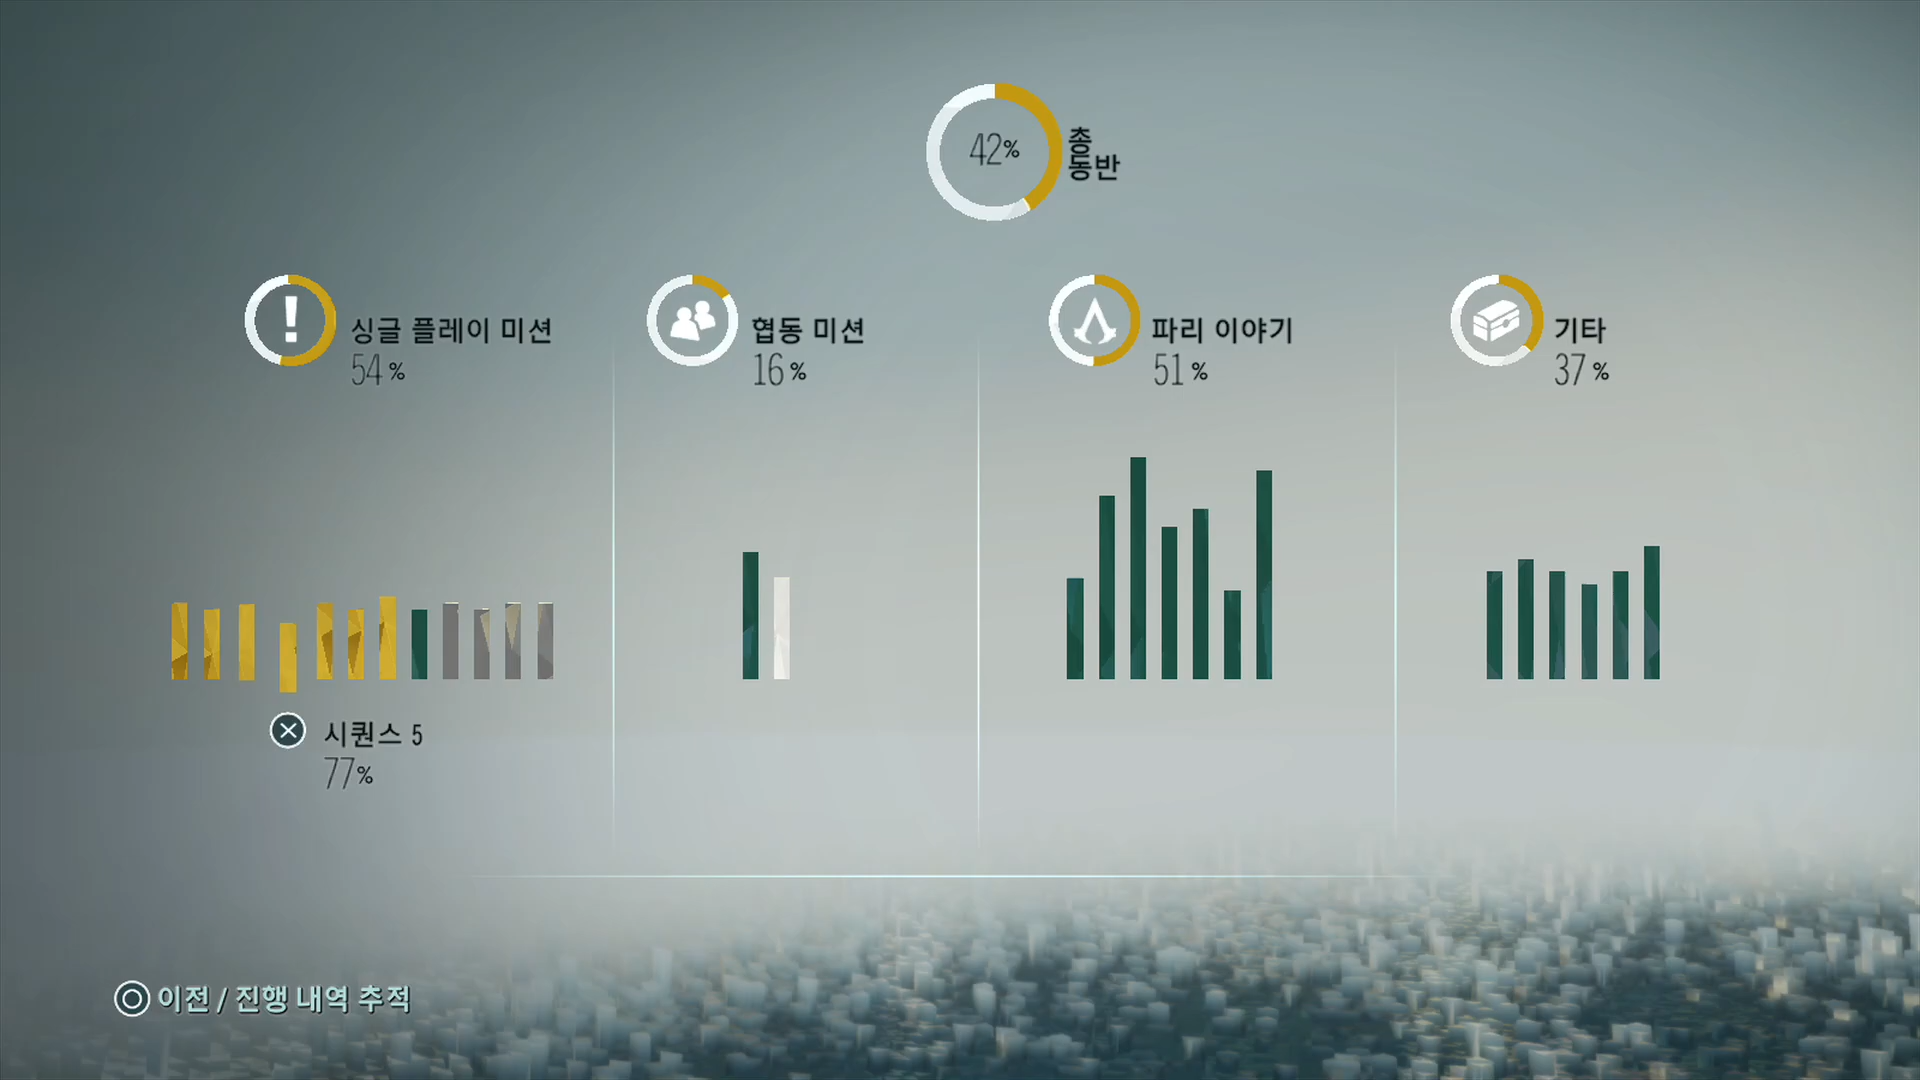 42%
총
동반
싱글 플레이 미션
54 %
협동 미션
16 %
파리 이야기
51 %
기타
37 %
시퀀스 5
77%
이전 / 진행 내역 추적